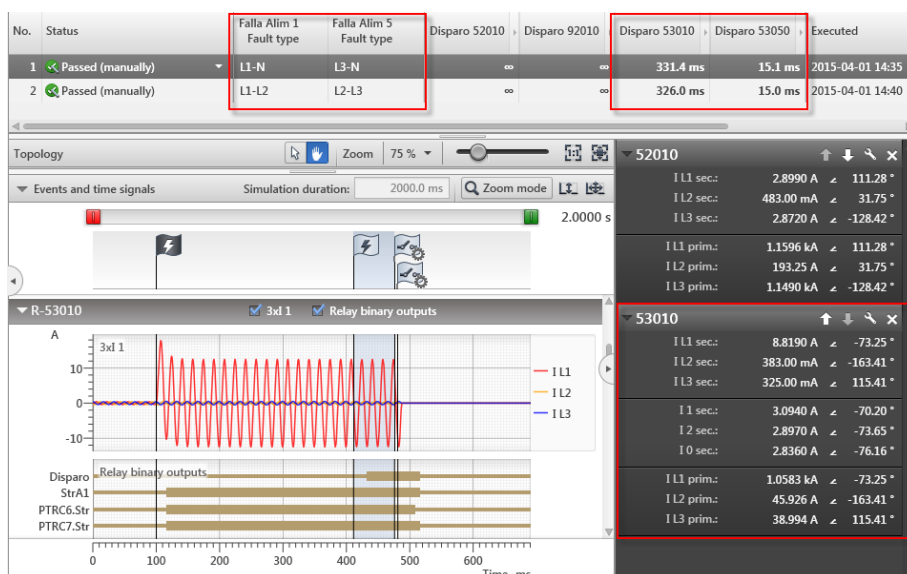 No. Status Falla Alim 1 Fault type Falla Alim 5 Fault type Disparo 52010 Disparo 92010 Disparo 53010 Disparo 53050 Executed
1 Passed (manually) L1-N L3-N ∞ ∞ 331.4 ms 15.1 ms 2015-04-01 14:35
2 Passed (manually) L1-L2 L2-L3 ∞ ∞ 326.0 ms 15.0 ms 2015-04-01 14:40
Topology Zoom 75 % 1:1
Events and time signals Simulation duration: 2000.0 ms Zoom mode
2.0000 s
R-53010 3xI 1 Relay binary outputs
A
3xI 1
10
0
-10
I L1
I L2
I L3
Relay binary outputs
Disparo
StrA1
PTRC6.Str
PTRC7.Str
0 100 200 300 400 500 600
Time, ms
52010
I L1 sec.: 2.8990 A ∠ 111.28 °
I L2 sec.: 483.00 mA ∠ 31.75 °
I L3 sec.: 2.8720 A ∠ -128.42 °
I L1 prim.: 1.1596 kA ∠ 111.28 °
I L2 prim.: 193.25 A ∠ 31.75 °
I L3 prim.: 1.1490 kA ∠ -128.42 °
53010
I L1 sec.: 8.8190 A ∠ -73.25 °
I L2 sec.: 383.00 mA ∠ -163.41 °
I L3 sec.: 325.00 mA ∠ 115.41 °
I 1 sec.: 3.0940 A ∠ -70.20 °
I 2 sec.: 2.8970 A ∠ -73.65 °
I 0 sec.: 2.8360 A ∠ -76.16 °
I L1 prim.: 1.0583 kA ∠ -73.25 °
I L2 prim.: 45.926 A ∠ -163.41 °
I L3 prim.: 38.994 A ∠ 115.41 °